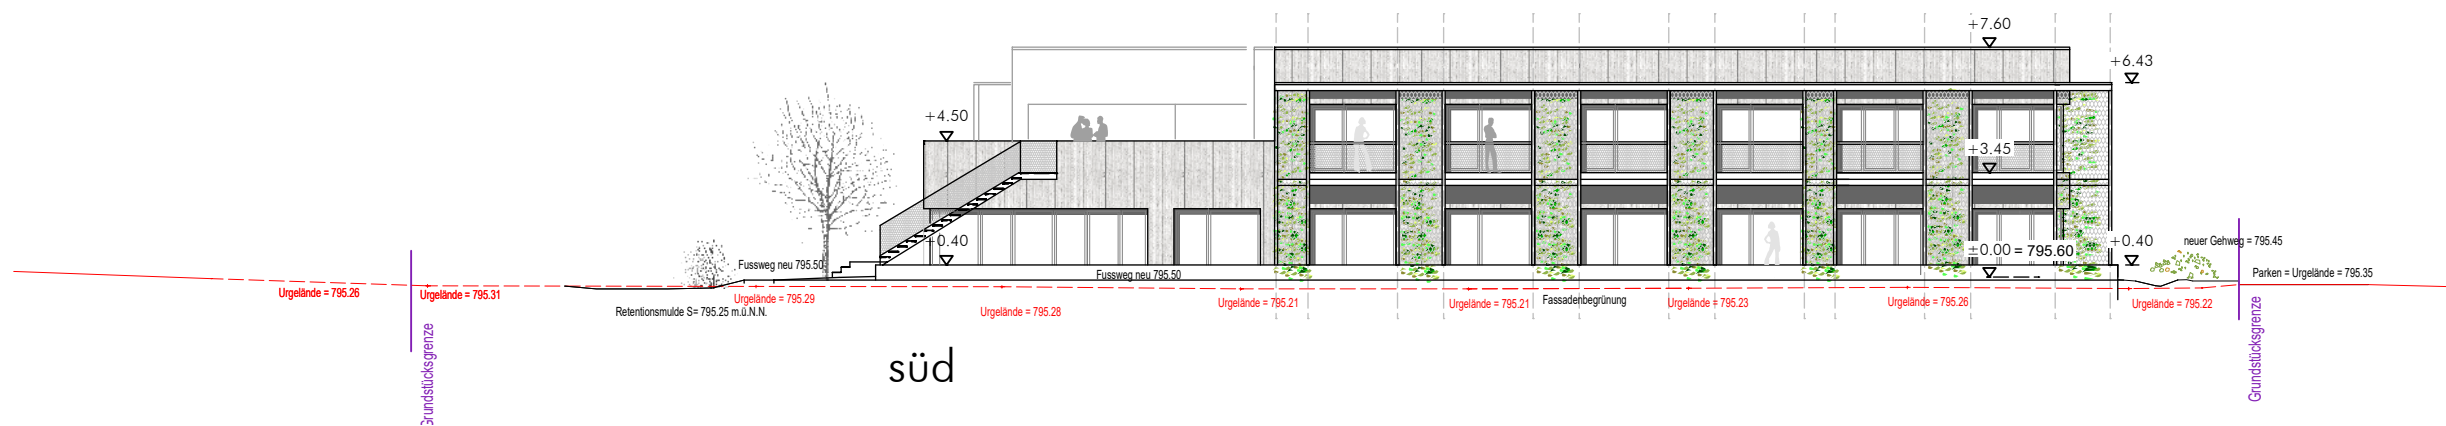 +7.60
+6.43
+4.50
+3.45
+0.40
±0.00 = 795.60
+0.40
neuer Gehweg = 795.45
Fussweg neu 795.50
Fussweg neu 795.50
Parken = Urgelände = 795.35
Urgelände = 795.26
Urgelände = 795.31
Urgelände = 795.29
Retentionsmulde S= 795.25 m.ü.N.N.
Urgelände = 795.28
Urgelände = 795.21
Urgelände = 795.21
Fassadenbegrünung
Urgelände = 795.23
Urgelände = 795.26
Urgelände = 795.22
Grundstücksgrenze
Grundstücksgrenze
süd